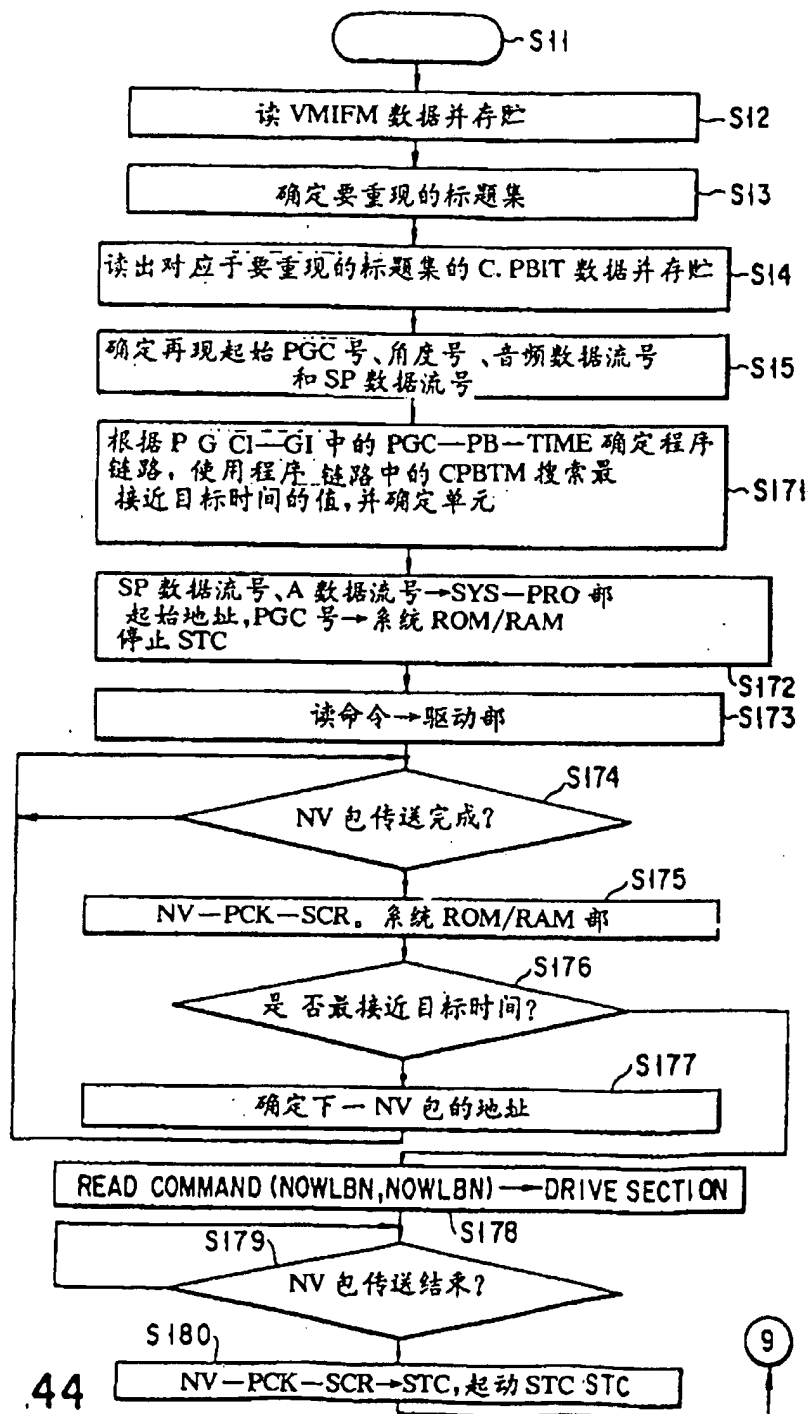 S11
读 VMIFM 数据并存贮
S12
确定要重现的标题集
S13
读出对应于要重现的标题集的 C. PBIT 数据并存贮
S14
确定再现起始 PGC 号、角度号、音频数据流号
和 SP 数据流号
S15
根据 P G CI—GI 中的 PGC—PB—TIME 确定程序
链路, 使用程序 链路中的 CPBTM 搜索最
接近目标时间的值,并确定单元
S171
SP 数据流号、A 数据流号→SYS—PRO 部
起始地址,PGC 号→系统 ROM/RAM
停止 STC
S172
读命令→驱动部
S173
S174
NV 包传送完成?
S175
NV—PCK—SCR。系统 ROM/RAM 部
S176
是 否最接近目标时间?
S177
确定下一 NV 包的地址
READ COMMAND (NOWLBN,NOWLBN)→DRIVE SECTION
S178
S179
NV 包传送结束?
S180
NV—PCK—SCR→STC,起动 STC STC
9
.44